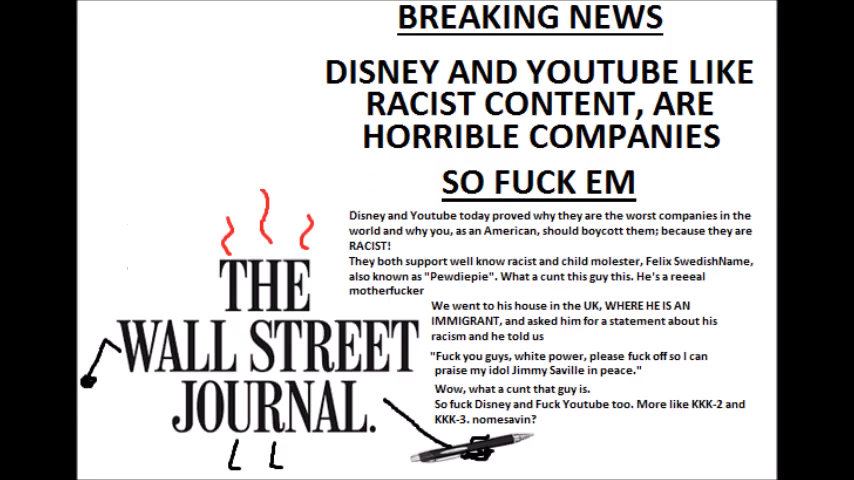 BREAKING NEWS
DISNEY AND YOUTUBE LIKE
RACIST CONTENT, ARE
HORRIBLE COMPANIES
SO FUCK EM
Disney and Youtube today proved why they are the worst companies in the
world and why you, as an American, should boycott them; because they are
RACIST!
They both support well know racist and child molester, Felix SwedishName,
also known as "Pewdiepie". What a cunt this guy this. He's a reeeal
motherfucker
We went to his house in the UK, WHERE HE IS AN
IMMIGRANT, and asked him for a statement about his
racism and he told us
"Fuck you guys, white power, please fuck off so I can
praise my idol Jimmy Saville in peace."
Wow, what a cunt that guy is.
So fuck Disney and Fuck Youtube too. More like KKK-2 and
KKK-3. nomesavin?
THE
WALL STREET
JOURNAL.